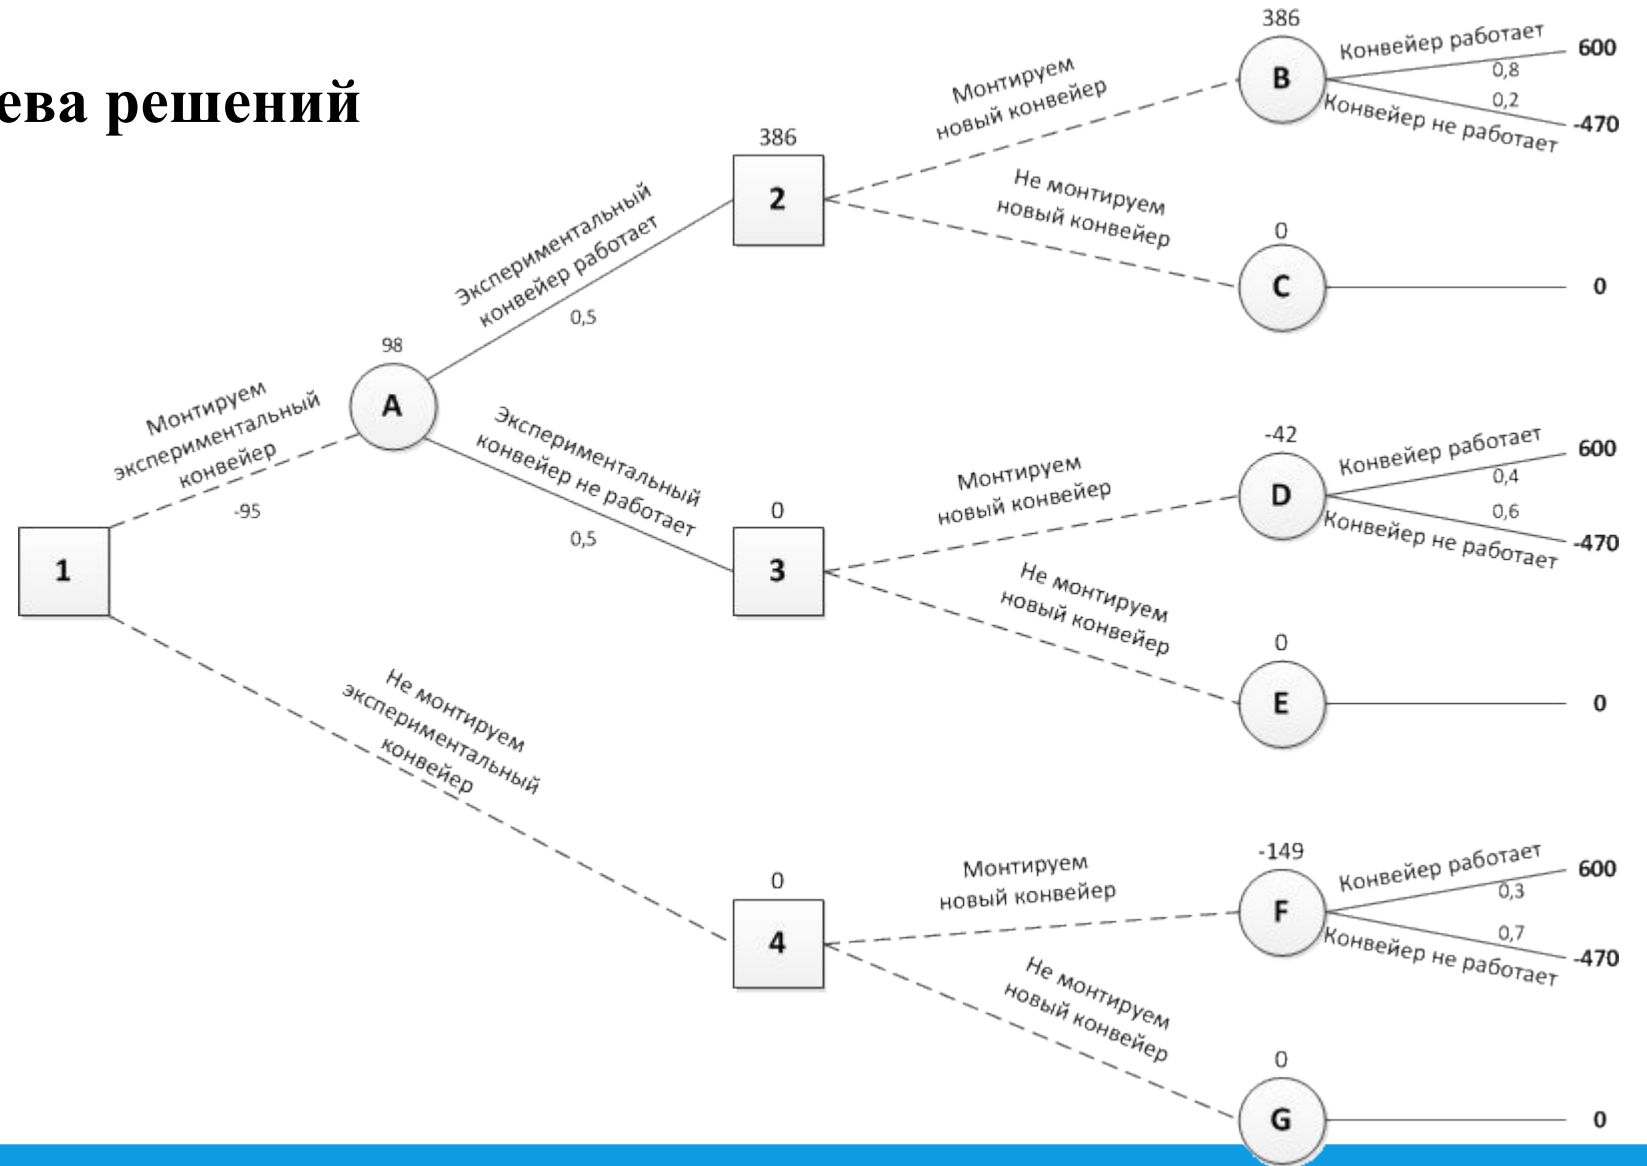 ева решений
386
Конвейер работает
600
0,8
B
0,2
Конвейер не работает
-470
Монтируем
новый конвейер
386
2
Не монтируем
новый конвейер
0
C
0
Экспериментальный
конвейер работает
0,5
98
A
Монтируем
экспериментальный
конвейер
-95
Экспериментальный
конвейер не работает
0,5
-42
Конвейер работает
600
0,4
D
0,6
Конвейер не работает
-470
Монтируем
новый конвейер
0
3
1
Не монтируем
новый конвейер
0
E
0
Не монтируем
экспериментальный
конвейер
-149
Конвейер работает
600
0,3
F
0,7
Конвейер не работает
-470
Монтируем
новый конвейер
0
4
Не монтируем
новый конвейер
0
G
0